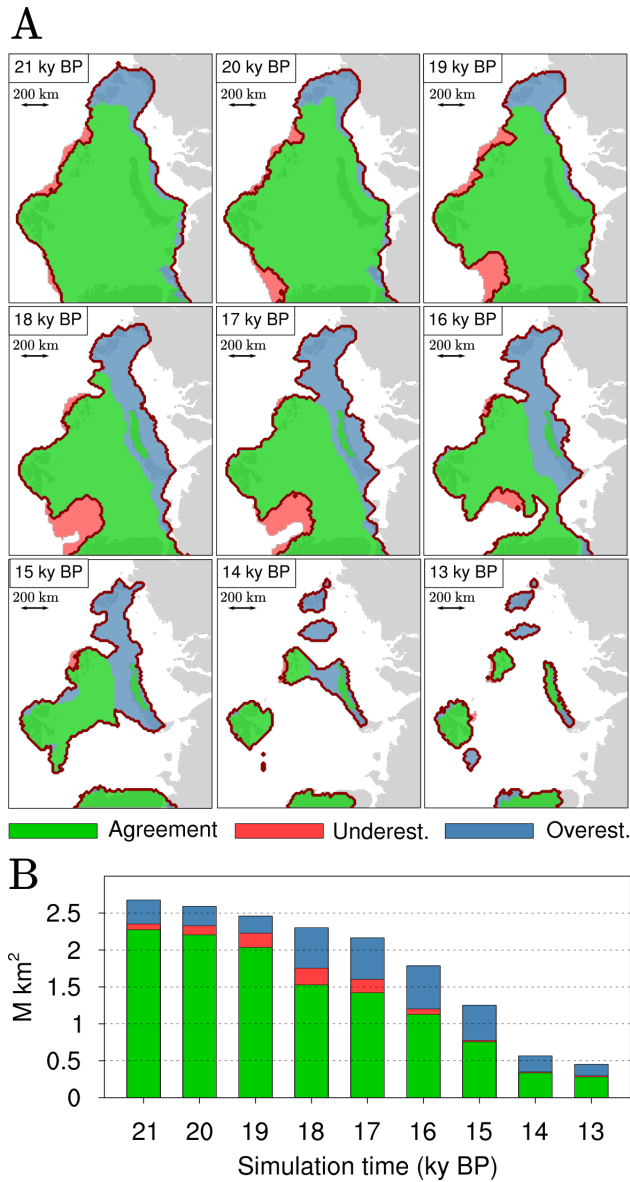 A
21 ky BP
20 ky BP
19 ky BP
200 km
200 km
200 km
18 ky BP
17 ky BP
16 ky BP
200 km
200 km
200 km
15 ky BP
14 ky BP
13 ky BP
200 km
200 km
200 km
Agreement
Underest.
Overest.
B
M km²
2.5
2
1.5
1
0.5
0
21 20 19 18 17 16 15 14 13
Simulation time (ky BP)